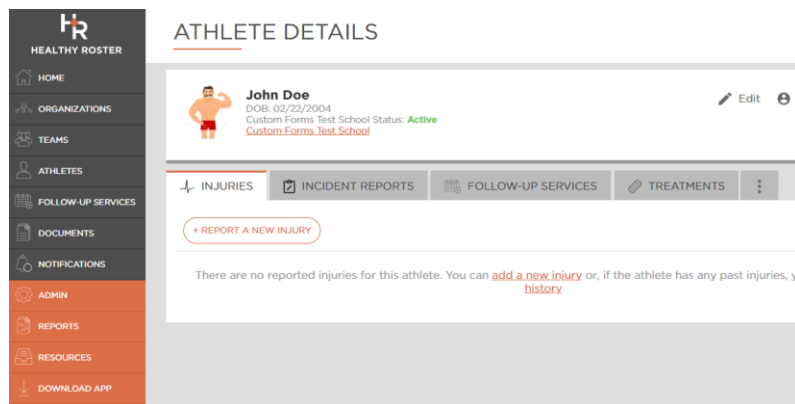 HR
HEALTHY ROSTER
HOME
ORGANIZATIONS
TEAMS
ATHLETES
FOLLOW-UP SERVICES
DOCUMENTS
NOTIFICATIONS
ADMIN
REPORTS
RESOURCES
DOWNLOAD APP
ATHLETE DETAILS
John Doe
DOB: 02/22/2004
Custom Forms Test School Status: Active
Custom Forms Test School
Edit
INJURIES INCIDENT REPORTS FOLLOW-UP SERVICES TREATMENTS
+ REPORT A NEW INJURY
There are no reported injuries for this athlete. You can add a new injury or, if the athlete has any past injuries,
history